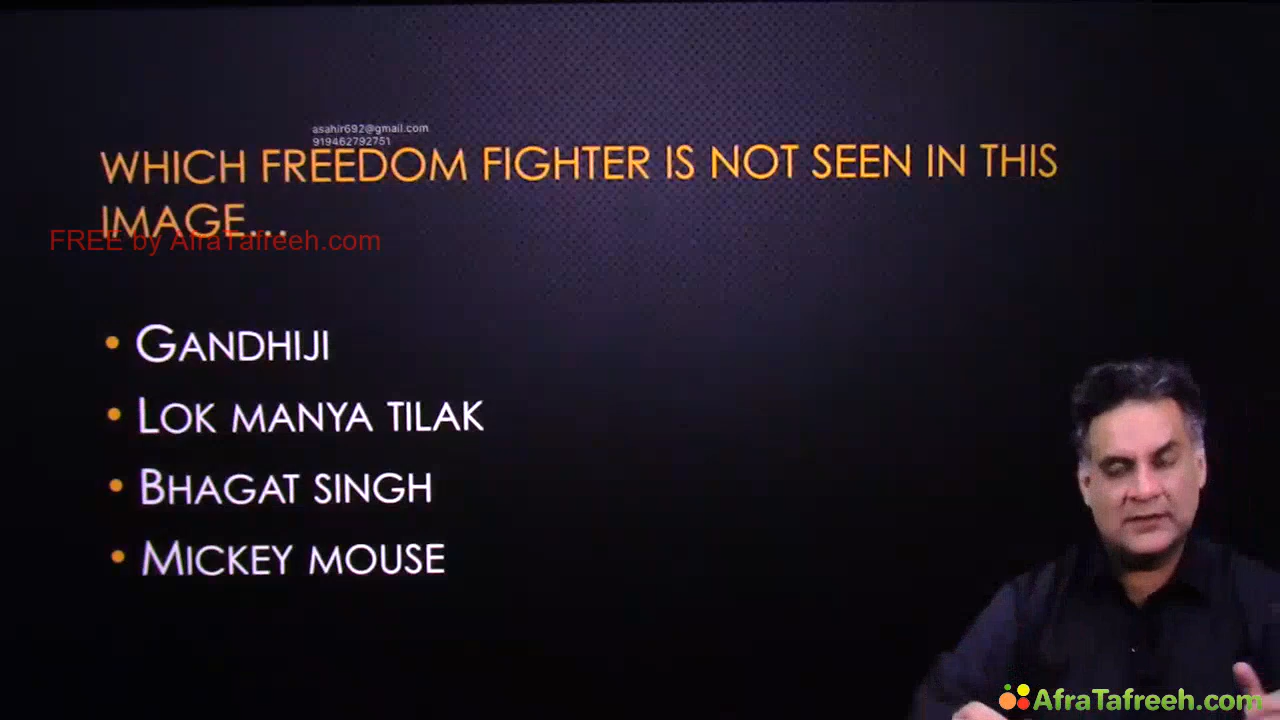 asahir692@gmail.com
919462792751
WHICH FREEDOM FIGHTER IS NOT SEEN IN THIS
IMAGE...
FREE by AfraTafreeh.com
• GANDHIJI
• LOK MANYA TILAK
• BHAGAT SINGH
• MICKEY MOUSE
AfraTafreeh.com